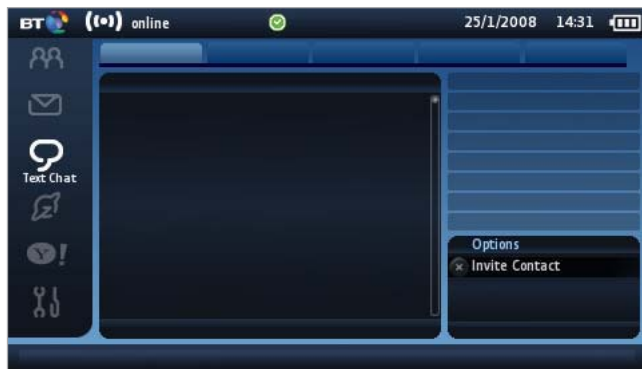 BT online 25/1/2008 14:31
Text Chat
Y!
Options
Invite Contact